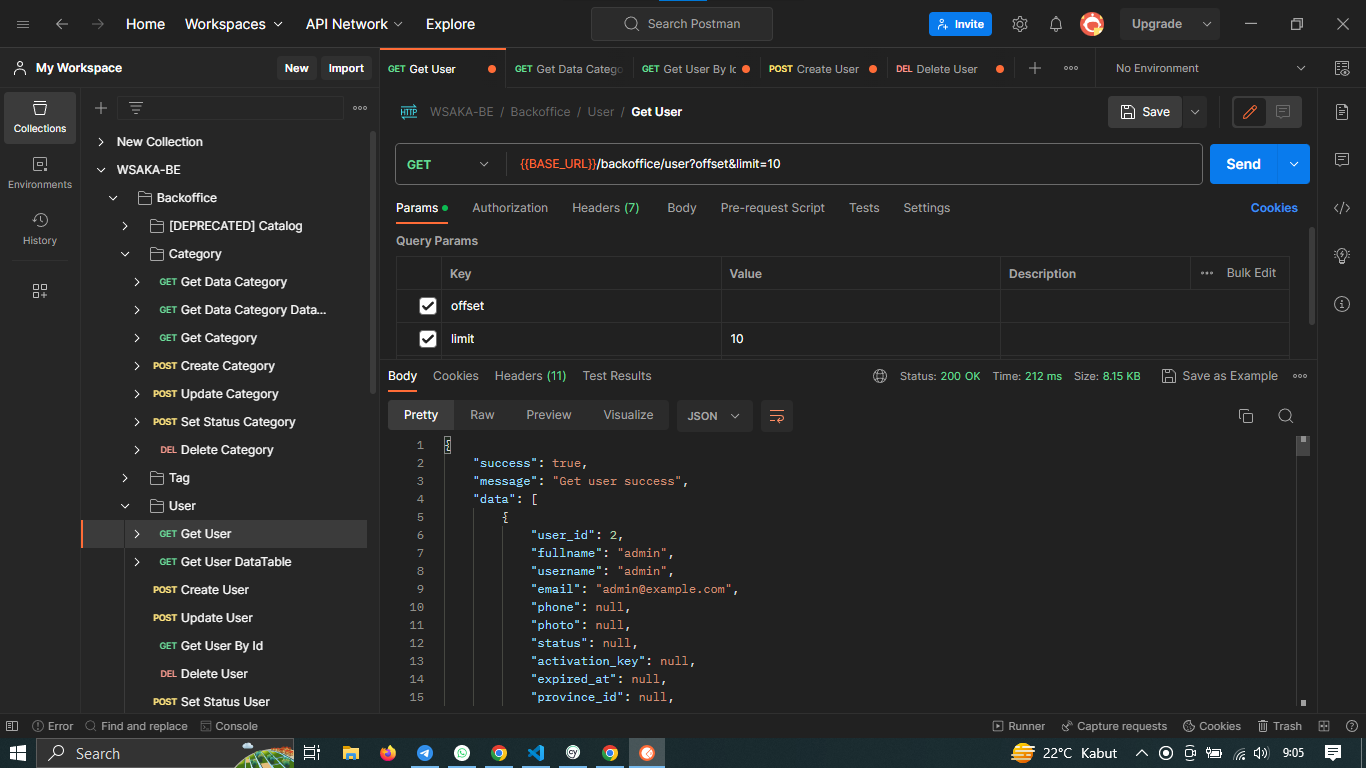 Home Workspaces API Network Explore Search Postman Invite Upgrade
My Workspace New Import GET Get User GET Get Data Catego GET Get User By Ic POST Create User DEL Delete User No Environment
Collections
Environments
History
New Collection
WSAKA-BE
Backoffice
[DEPRECATED] Catalog
Category
GET Get Data Category
GET Get Data Category Data...
GET Get Category
POST Create Category
POST Update Category
POST Set Status Category
DEL Delete Category
Tag
User
GET Get User
GET Get User DataTable
POST Create User
POST Update User
GET Get User By Id
DEL Delete User
POST Set Status User
HTTP WSAKA-BE / Backoffice / User / Get User Save
GET {{BASE_URL}}/backoffice/user?offset&limit=10 Send
Params Authorization Headers (7) Body Pre-request Script Tests Settings Cookies
Query Params
Key Value Description Bulk Edit
offset
limit 10
Body Cookies Headers (11) Test Results Status: 200 OK Time: 212 ms Size: 8.15 KB Save as Example
Pretty Raw Preview Visualize JSON
1 {
2 "success": true,
3 "message": "Get user success",
4 "data": [
5 {
6 "user_id": 2,
7 "fullname": "admin",
8 "username": "admin",
9 "email": "admin@example.com",
10 "phone": null,
11 "photo": null,
12 "status": null,
13 "activation_key": null,
14 "expired_at": null,
15 "province_id": null,
Error Find and replace Console Runner Capture requests Cookies Trash
Search cy 22°C Kabut 9:05